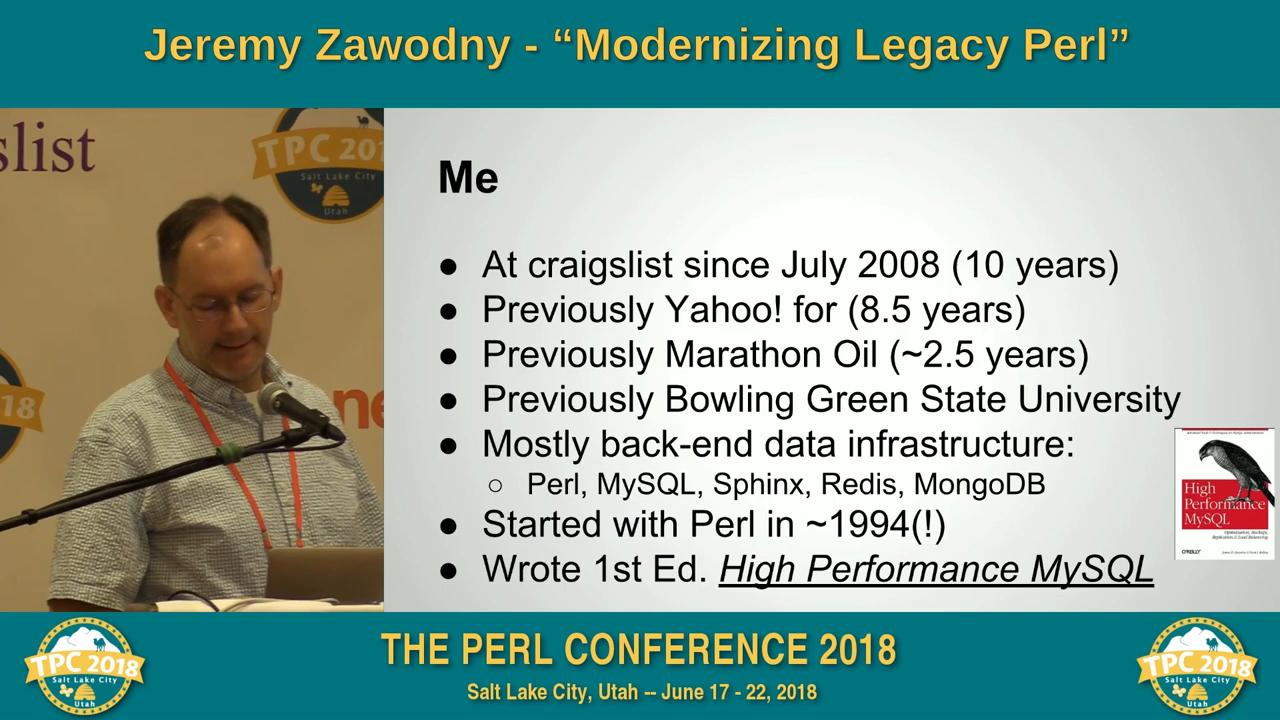 Jeremy Zawodny - “Modernizing Legacy Perl”
slist
TPC 201
Salt Lake City
Utah
18
ne
Me
● At craigslist since July 2008 (10 years)
● Previously Yahoo! for (8.5 years)
● Previously Marathon Oil (~2.5 years)
● Previously Bowling Green State University
● Mostly back-end data infrastructure:
○ Perl, MySQL, Sphinx, Redis, MongoDB
● Started with Perl in ~1994(!)
● Wrote 1st Ed. High Performance MySQL
High
Performance
MySQL
O'REILLY
TPC 2018
Salt Lake City
Utah
THE PERL CONFERENCE 2018
Salt Lake City, Utah -- June 17 - 22, 2018
TPC 2018
Salt Lake City
Utah